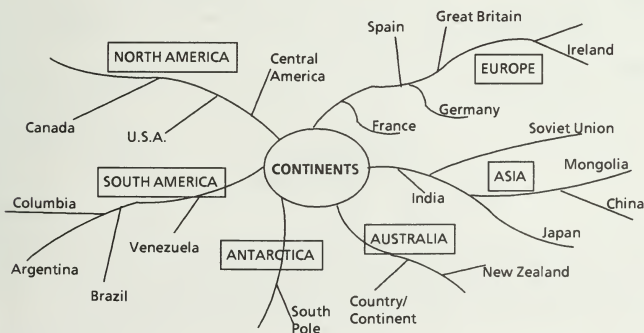 Great Britain
Spain
Ireland
NORTH AMERICA
Central
America
EUROPE
Canada
U.S.A.
France
Germany
Soviet Union
CONTINENTS
Mongolia
SOUTH AMERICA
ASIA
Columbia
India
China
Venezuela
AUSTRALIA
Japan
ANTARCTICA
Argentina
New Zealand
Brazil
South
Pole
Country/
Continent